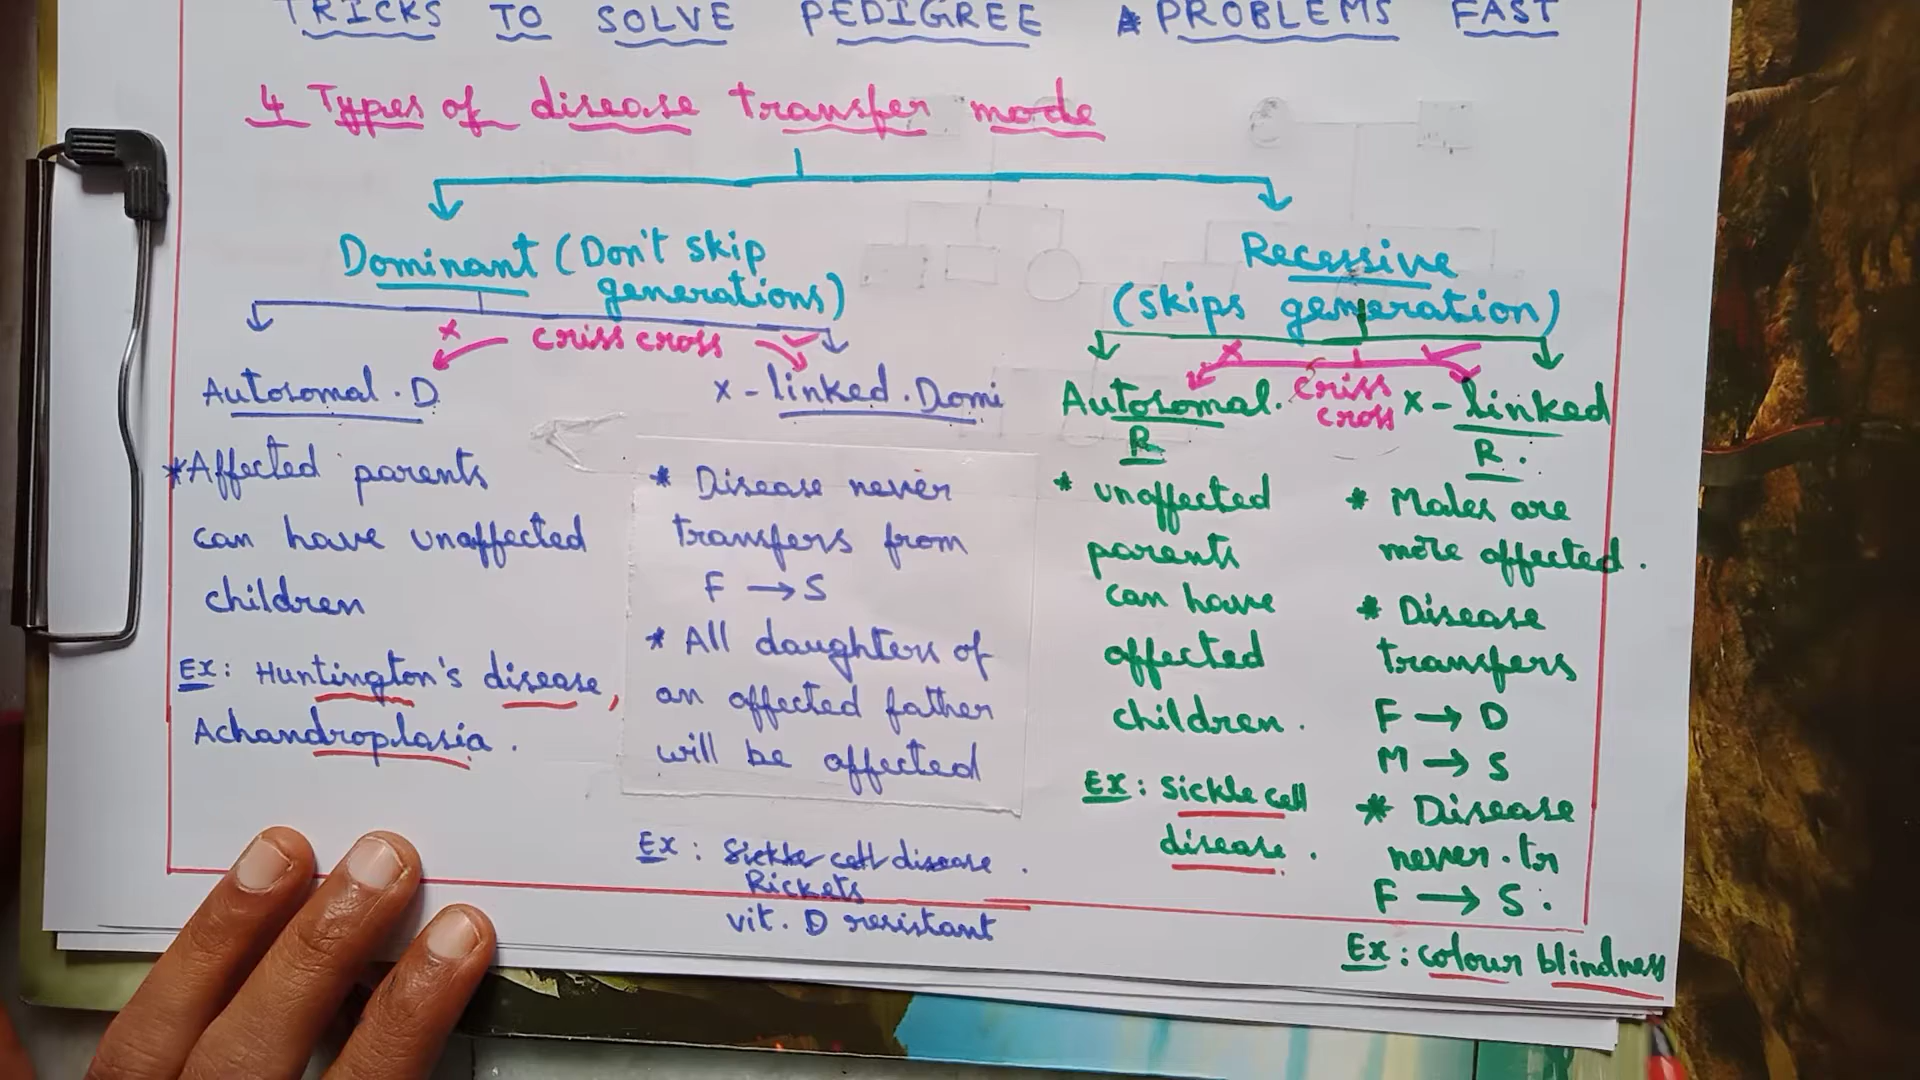 TRICKS TO SOLVE PEDIGREE PROBLEMS FAST
4 Types of disease transfer mode
Dominant (Don't skip
generations)
criss cross
Autosomal . D
x - linked . Domi
* Affected parents
can have unaffected
children
Ex: Huntington's disease,
Achandroplasia .
* Disease never
transfers from
F → S
* All daughters of
an affected father
will be affected
Ex : Sickle cell disease .
Rickets
vit. D resistant
Recessive
(skips generation)
criss
cross
Autosomal.
R
x - linked
R .
* unaffected
parents
can have
affected
children .
Ex : Sickle cell
disease .
* Males are
more affected .
* Disease
transfers
F → D
M → S
* Disease
never . tr
F → S .
Ex : colour blindness